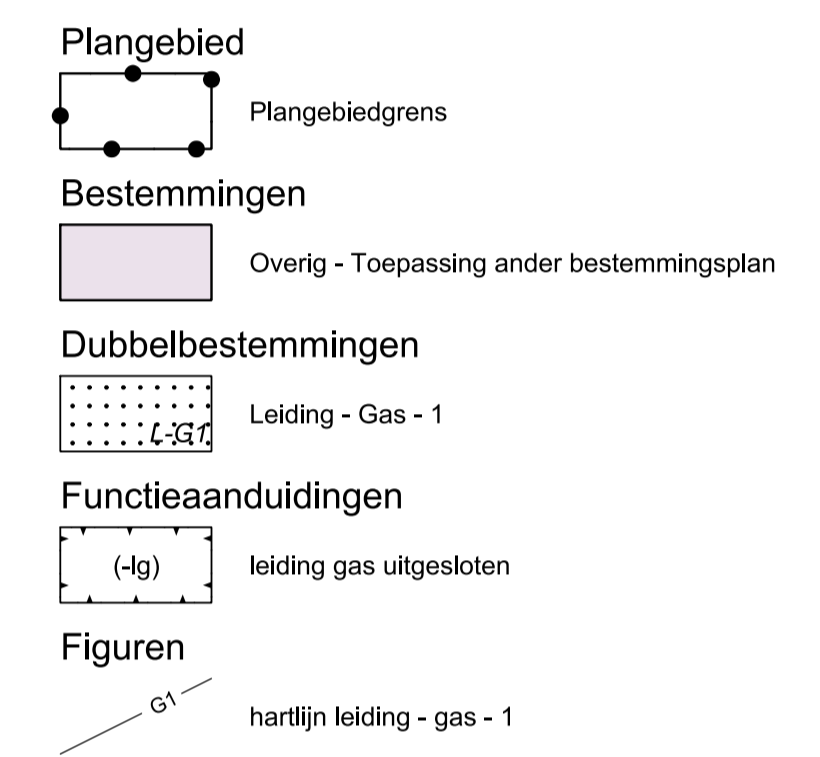 Plangebied
Plangebiedgrens
Bestemmingen
Overig - Toepassing ander bestemmingsplan
Dubbelbestemmingen
L-G1
Leiding - Gas - 1
Functieaanduidingen
(-lg)
leiding gas uitgesloten
Figuren
G1
hartlijn leiding - gas - 1